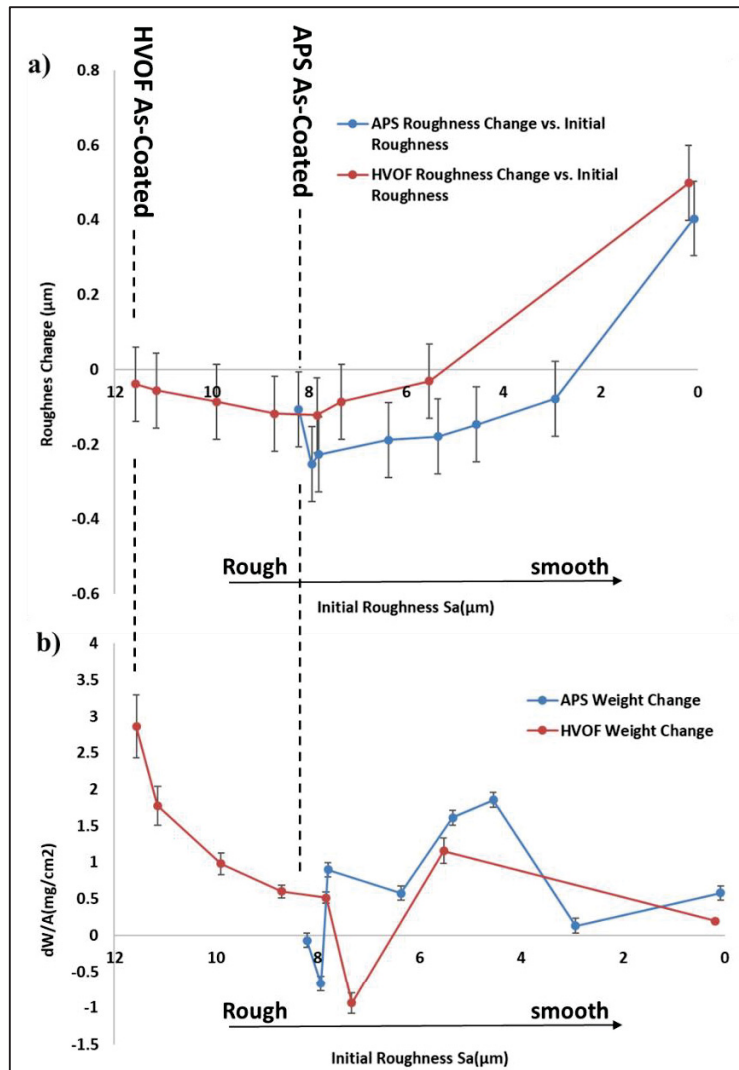 HVOF As-Coated
APS As-Coated
a)
0.8
0.6
0.4
0.2
0
-0.2
-0.4
-0.6
Roughnes Change (µm)
APS Roughness Change vs. Initial
Roughness
HVOF Roughness Change vs. Initial
Roughness
12
10
8
6
4
2
0
Rough
smooth
Initial Roughness Sa(µm)
b)
4
3.5
3
2.5
2
1.5
1
0.5
0
-0.5
-1
-1.5
dW/A(mg/cm2)
APS Weight Change
HVOF Weight Change
12
10
8
6
4
2
0
Rough
smooth
Initial Roughness Sa(µm)